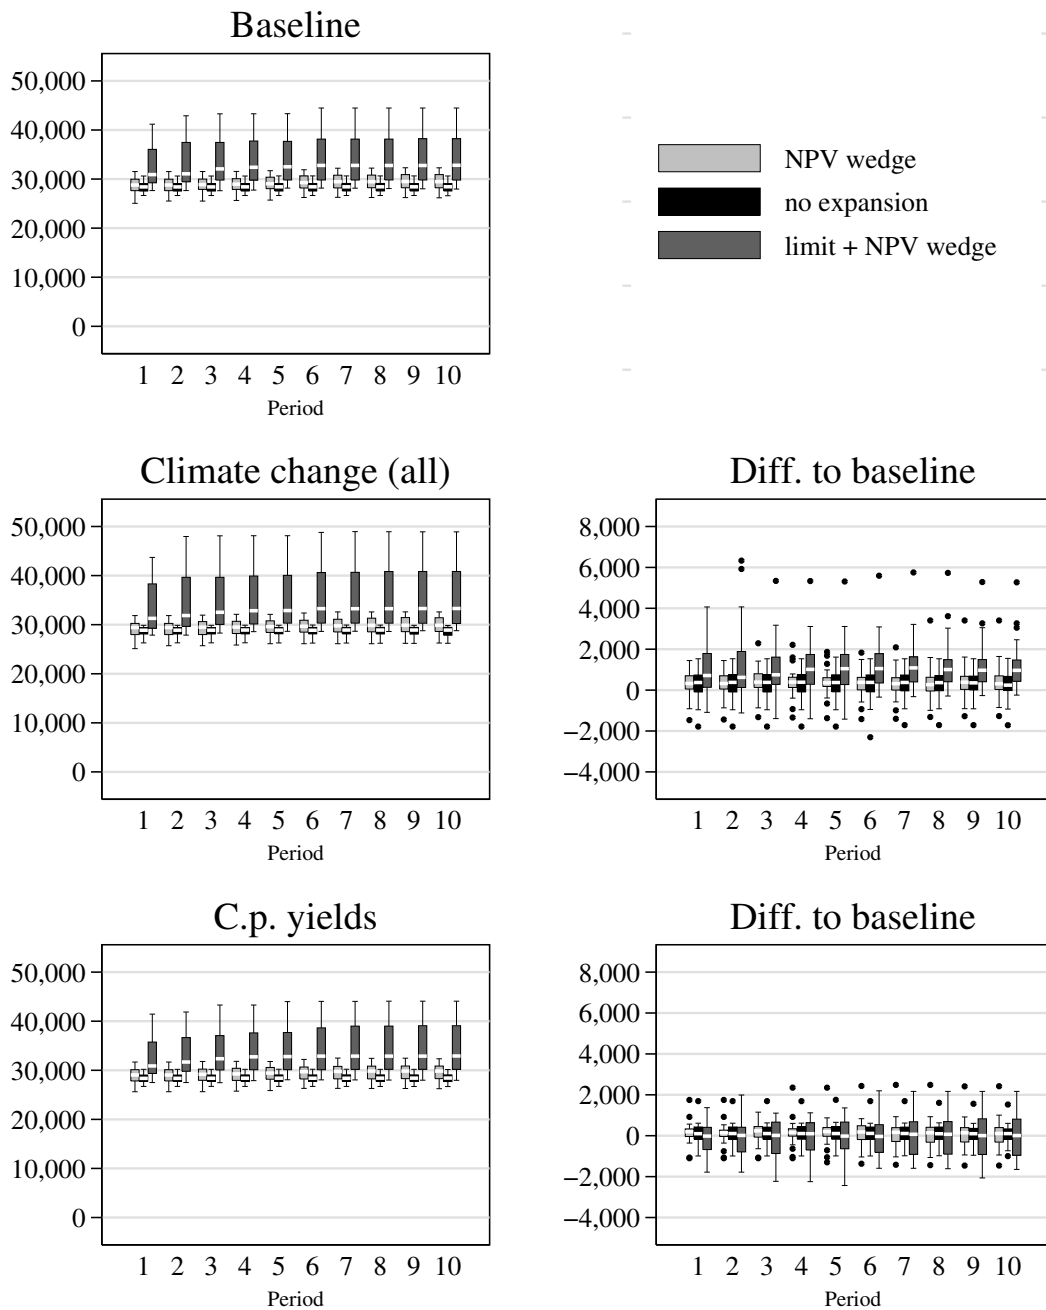 Baseline
50,000
40,000
30,000
20,000
10,000
0
1 2 3 4 5 6 7 8 9 10
Period
NPV wedge
no expansion
limit + NPV wedge
Climate change (all)
50,000
40,000
30,000
20,000
10,000
0
1 2 3 4 5 6 7 8 9 10
Period
Diff. to baseline
8,000
6,000
4,000
2,000
0
−2,000
−4,000
1 2 3 4 5 6 7 8 9 10
Period
C.p. yields
50,000
40,000
30,000
20,000
10,000
0
1 2 3 4 5 6 7 8 9 10
Period
Diff. to baseline
8,000
6,000
4,000
2,000
0
−2,000
−4,000
1 2 3 4 5 6 7 8 9 10
Period